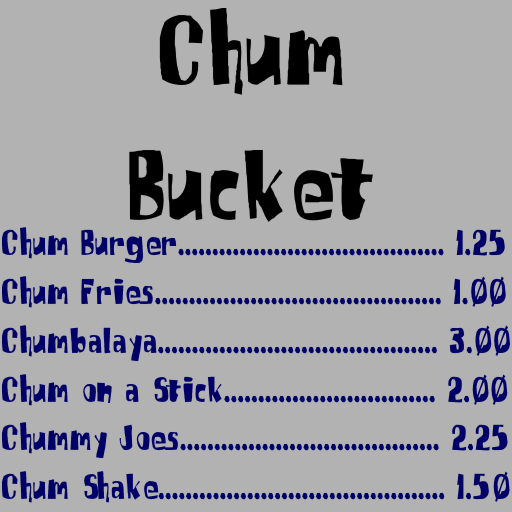 Chum
Bucket
Chum Burger....................................... 1.25
Chum Fries.......................................... 1.00
Chumbalaya......................................... 3.00
Chum on a Stick............................... 2.00
Chummy Joes...................................... 2.25
Chum Shake.......................................... 1.50